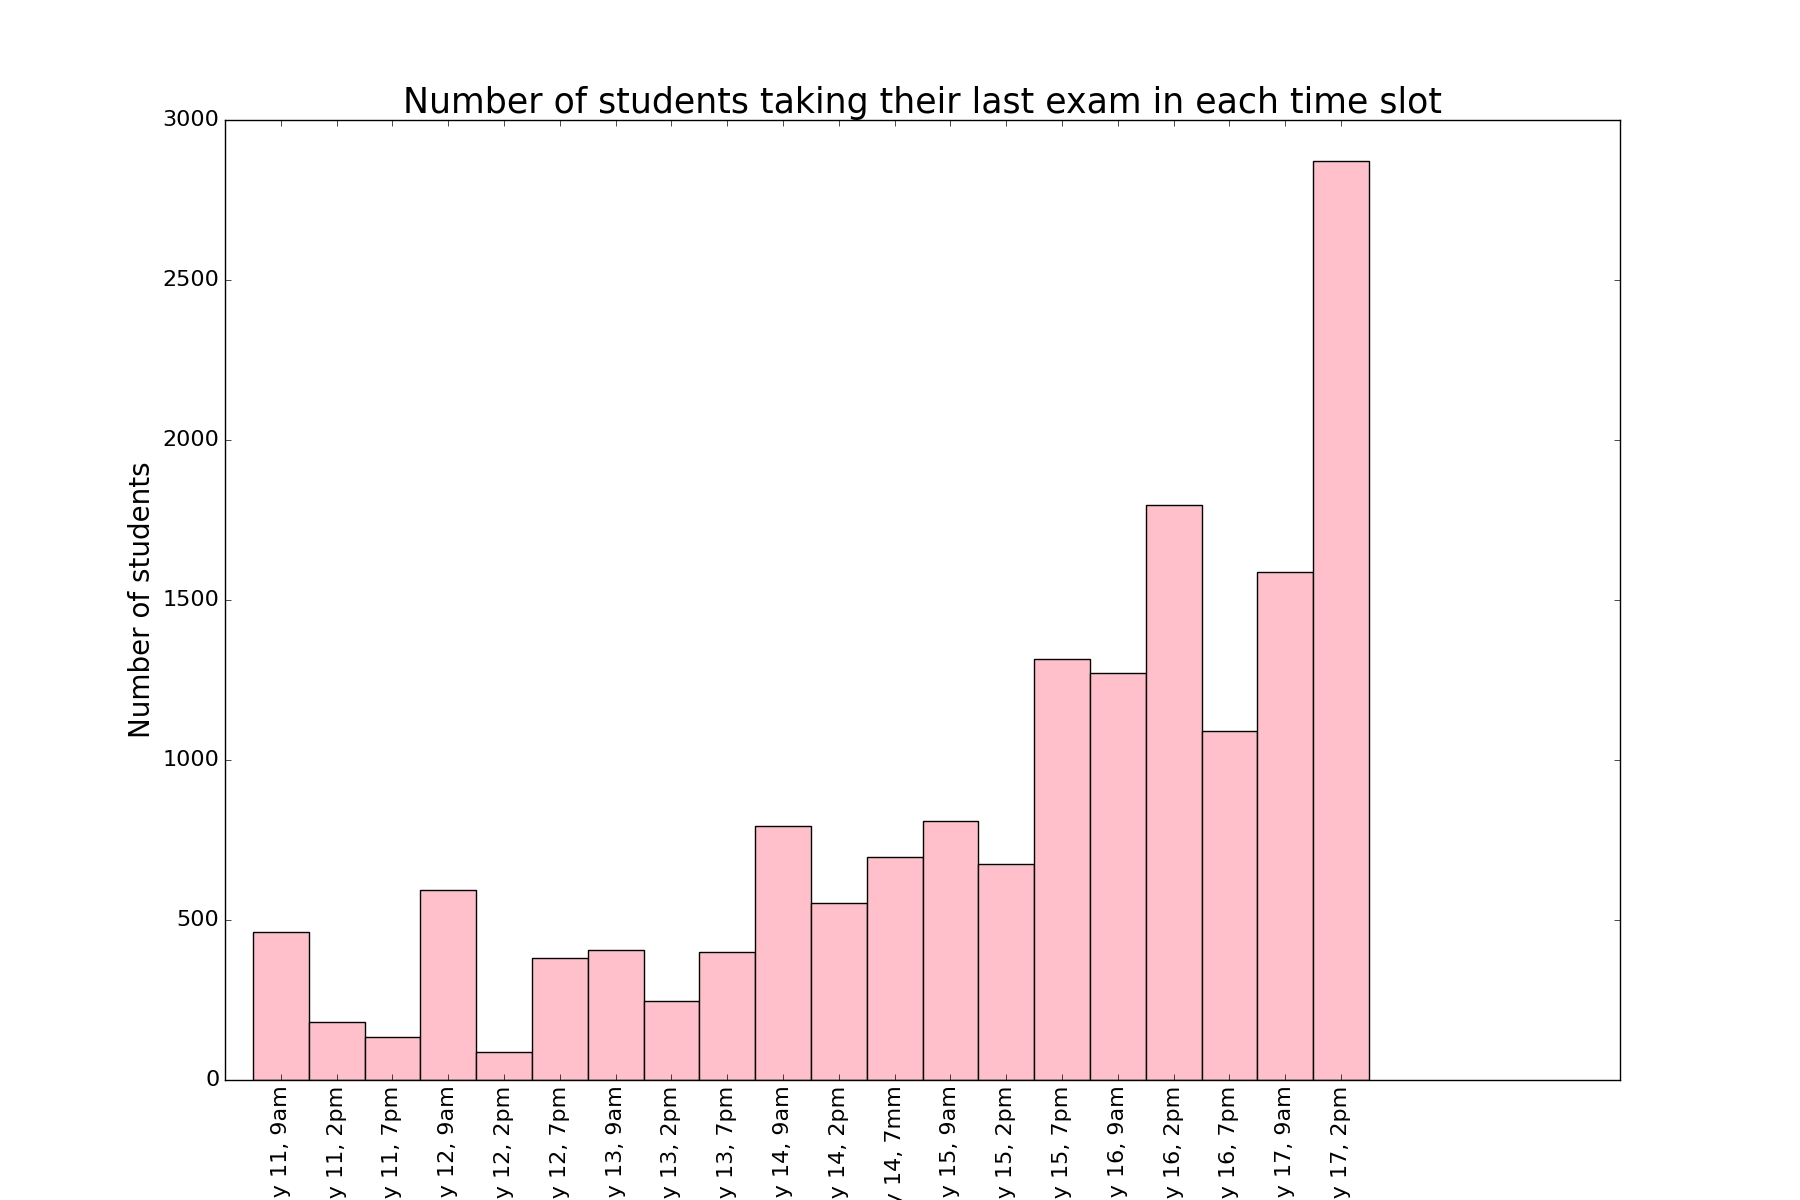 Number of students taking their last exam in each time slot
Number of students
3000
2500
2000
1500
1000
500
0
y 11, 9am
y 11, 2pm
y 11, 7pm
y 12, 9am
y 12, 2pm
y 12, 7pm
y 13, 9am
y 13, 2pm
y 13, 7pm
y 14, 9am
y 14, 2pm
y 14, 7mm
y 15, 9am
y 15, 2pm
y 15, 7pm
y 16, 9am
y 16, 2pm
y 16, 7pm
y 17, 9am
y 17, 2pm